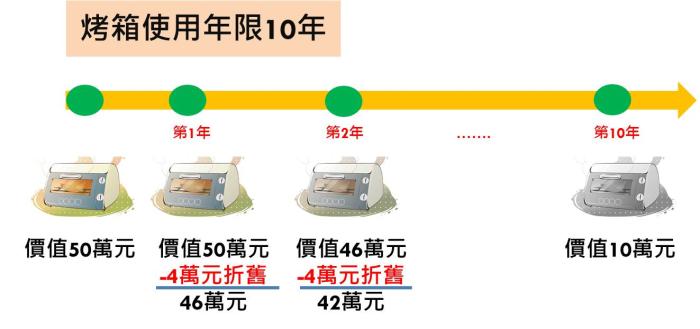 烤箱使用年限10年
第1年
第2年
.......
第10年
價值50萬元
價值50萬元
-4萬元折舊
46萬元
價值46萬元
-4萬元折舊
42萬元
價值10萬元